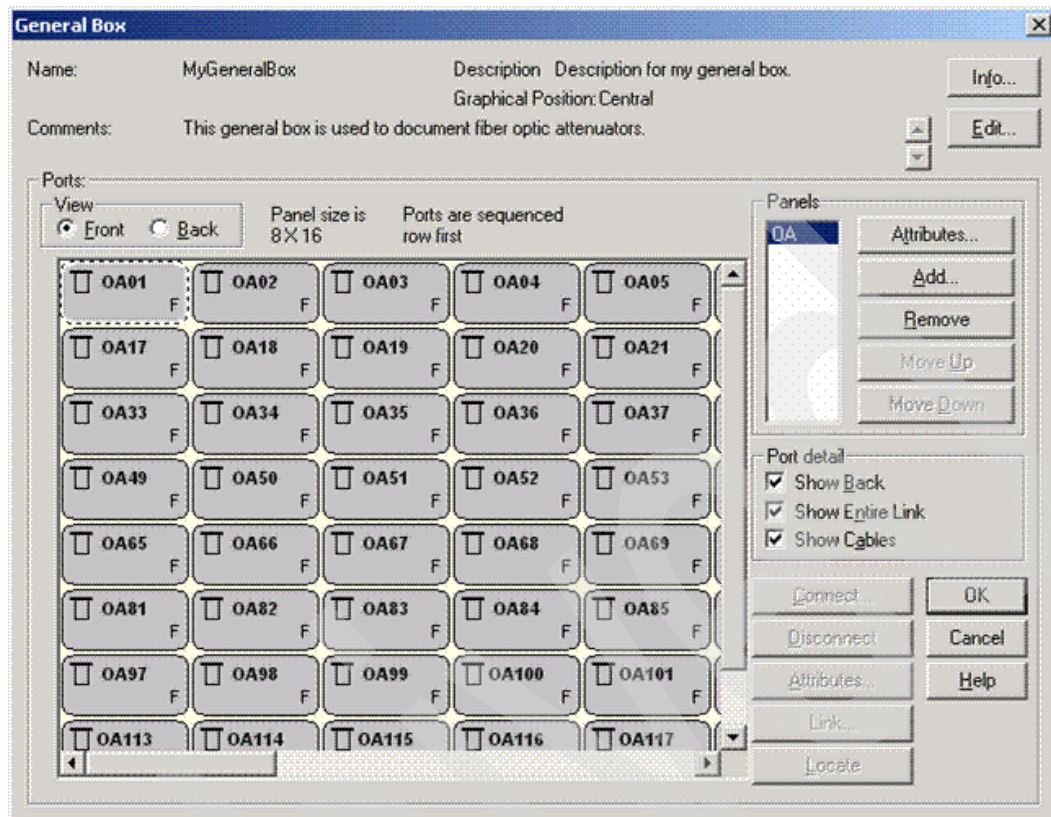 General Box
Name: MyGeneralBox Description Description for my general box. Info...
Graphical Position: Central
Comments: This general box is used to document fiber optic attenuators. Edit...
Ports:
View
Front Back
Panel size is 8X16
Ports are sequenced row first
OA01 F OA02 F OA03 F OA04 F OA05 F
OA17 F OA18 F OA19 F OA20 F OA21 F
OA33 F OA34 F OA35 F OA36 F OA37 F
OA49 F OA50 F OA51 F OA52 F OA53 F
OA65 F OA66 F OA67 F OA68 F OA69 F
OA81 F OA82 F OA83 F OA84 F OA85 F
OA97 F OA98 F OA99 F OA100 F OA101 F
OA113 OA114 OA115 OA116 OA117
Panels
OA
Attributes...
Add...
Remove
Move Up
Move Down
Port detail
Show Back
Show Entire Link
Show Cables
Connect... OK
Disconnect Cancel
Attributes... Help
Link...
Locate